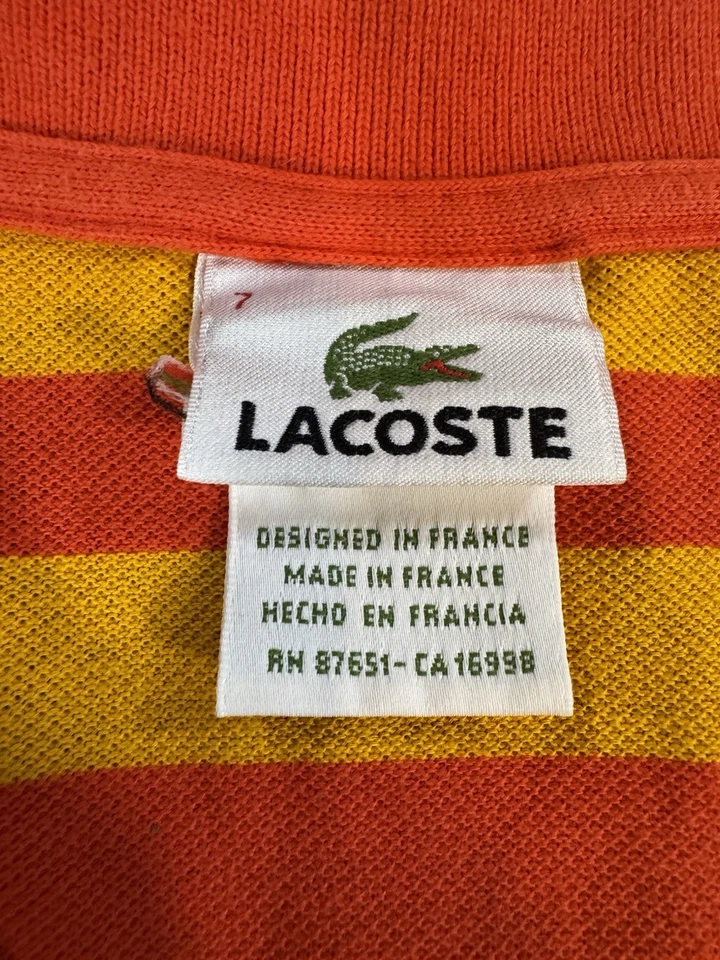 7
LACOSTE
DESIGNED IN FRANCE
MADE IN FRANCE
HECHO EN FRANCIA
RN 87651-CA 16998